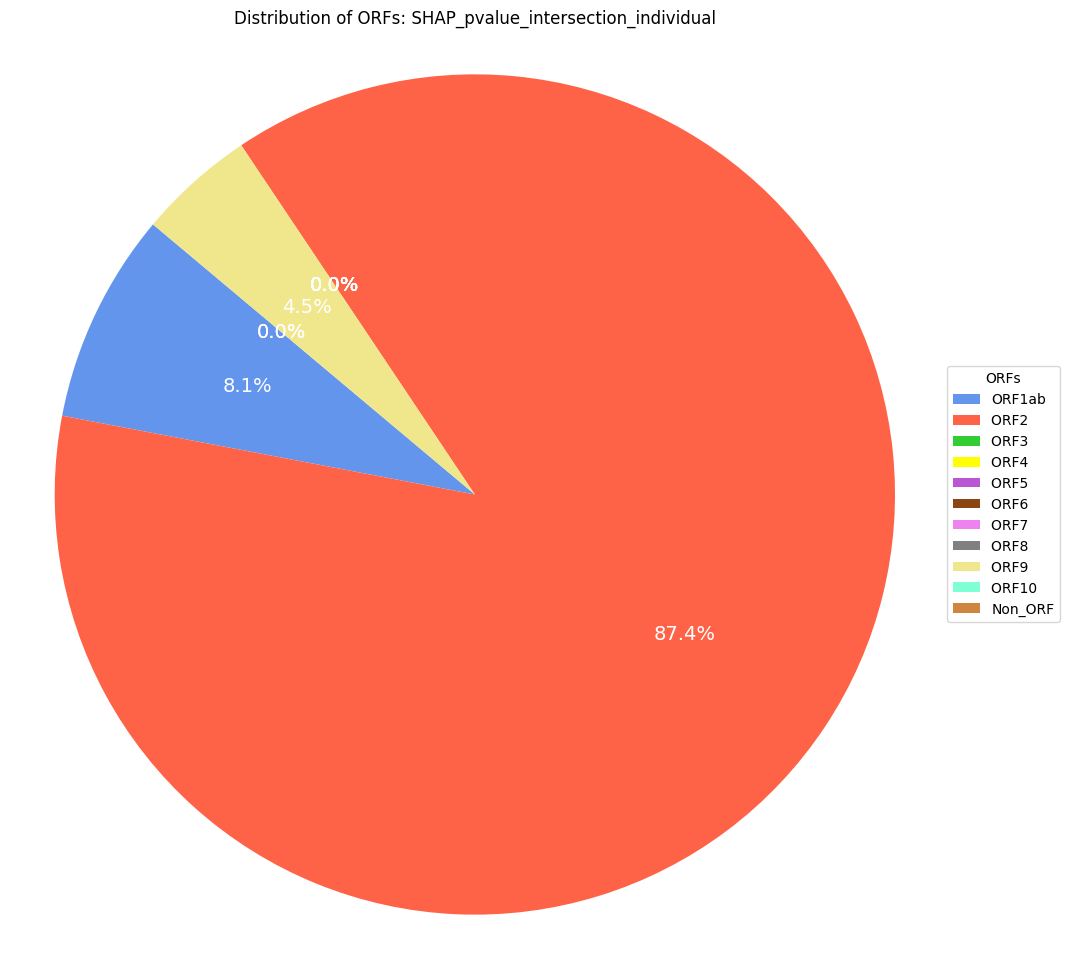 Distribution of ORFs: SHAP_pvalue_intersection_individual
0.0%
4.5%
0.0%
8.1%
87.4%
ORFs
ORF1ab
ORF2
ORF3
ORF4
ORF5
ORF6
ORF7
ORF8
ORF9
ORF10
Non_ORF